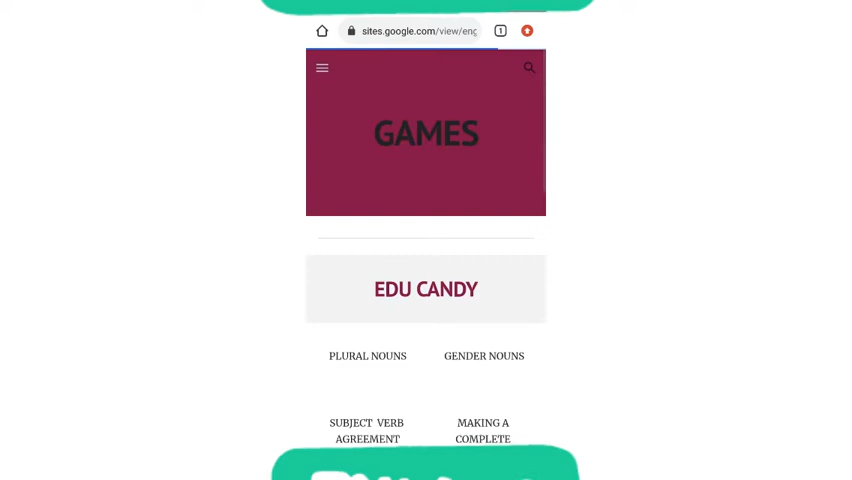 sites.google.com/view/eng
1
GAMES
EDU CANDY
PLURAL NOUNS
GENDER NOUNS
SUBJECT VERB
AGREEMENT
MAKING A
COMPLETE